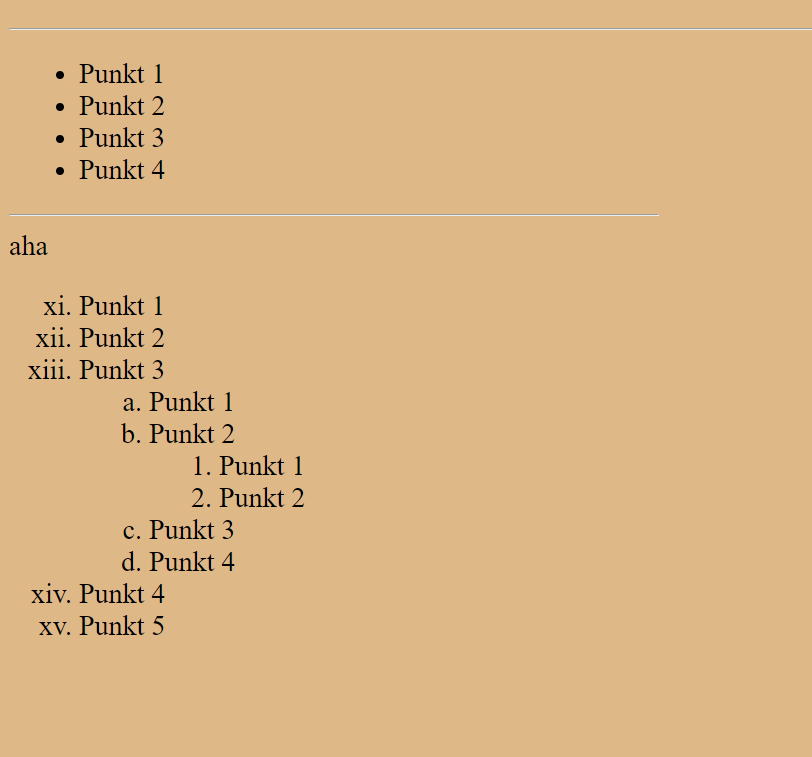 • Punkt 1
• Punkt 2
• Punkt 3
• Punkt 4
aha
xi. Punkt 1
xii. Punkt 2
xiii. Punkt 3
a. Punkt 1
b. Punkt 2
1. Punkt 1
2. Punkt 2
c. Punkt 3
d. Punkt 4
xiv. Punkt 4
xv. Punkt 5